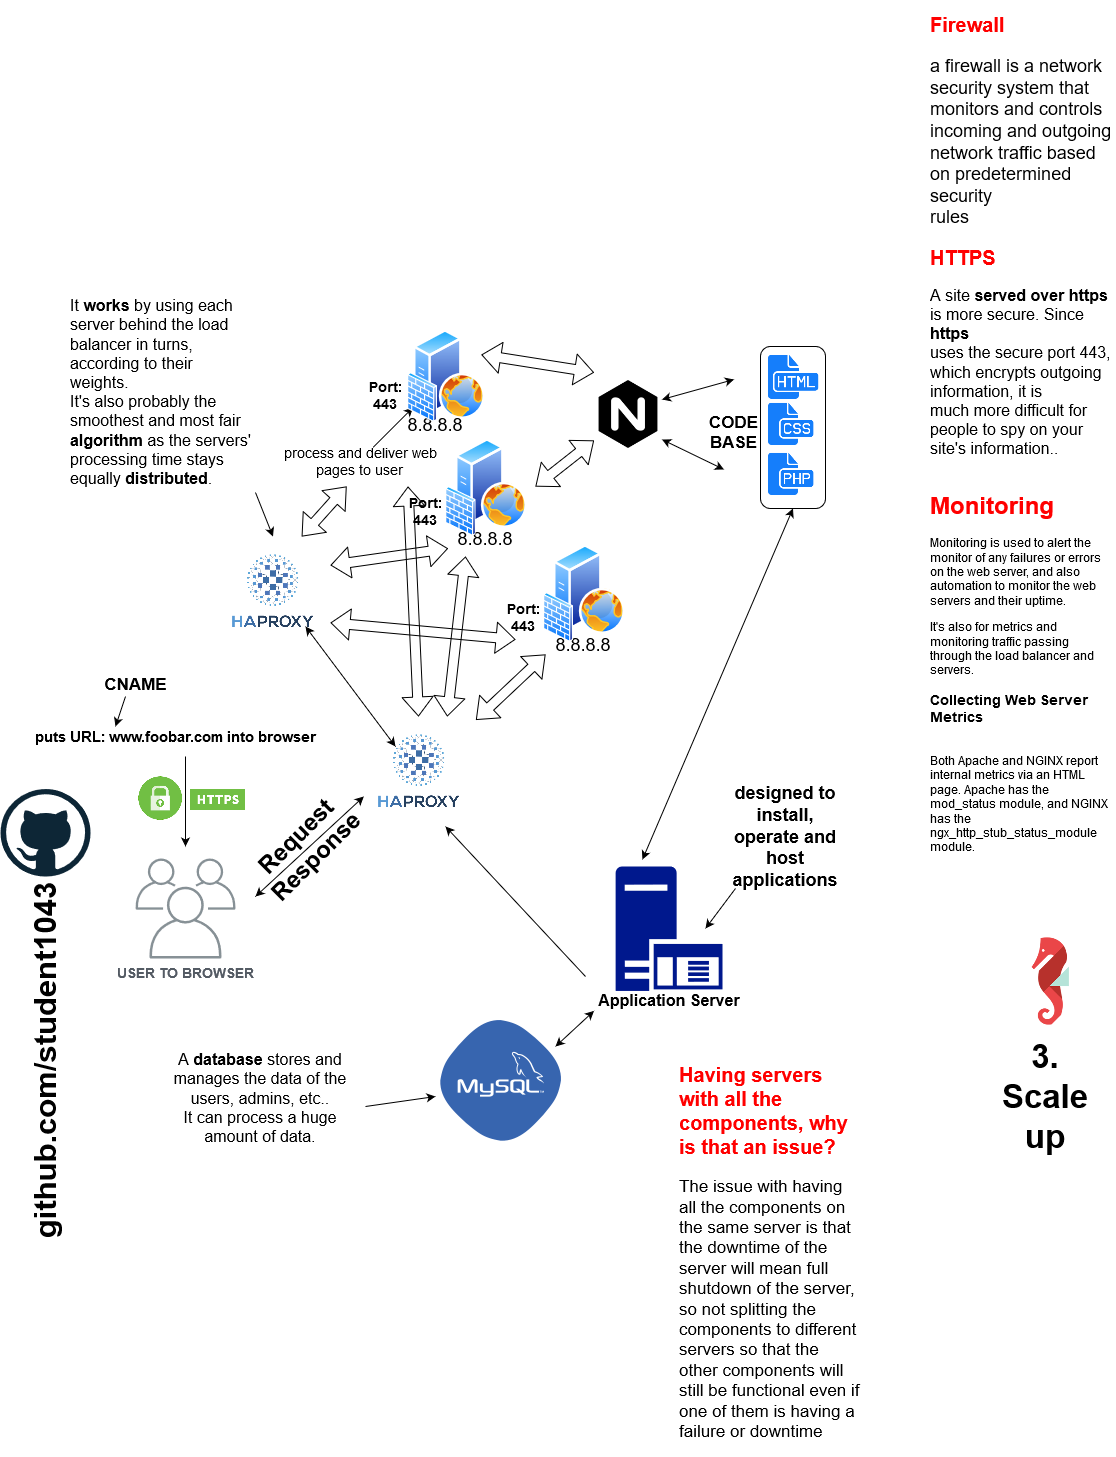 Firewall
a firewall is a network
security system that
monitors and controls
incoming and outgoing
network traffic based
on predetermined
security
rules
HTTPS
A site served over https
is more secure. Since
https
uses the secure port 443,
which encrypts outgoing
information, it is
much more difficult for
people to spy on your
site's information..
Monitoring
Monitoring is used to alert the
monitor of any failures or errors
on the web server, and also
automation to monitor the web
servers and their uptime.
It's also for metrics and
monitoring traffic passing
through the load balancer and
servers.
Collecting Web Server
Metrics
Both Apache and NGINX report
internal metrics via an HTML
page. Apache has the
mod_status module, and NGINX
has the
ngx_http_stub_status_module
module.
3.
Scale
up
It works by using each
server behind the load
balancer in turns,
according to their
weights.
It's also probably the
smoothest and most fair
algorithm as the servers'
processing time stays
equally distributed.
Port:
443
8.8.8.8
process and deliver web
pages to user
Port:
443
8.8.8.8
Port:
443
8.8.8.8
N
CODE
BASE
HTML
CSS
PHP
HAPROXY
HAPROXY
CNAME
puts URL: www.foobar.com into browser
HTTPS
Request
Response
USER TO BROWSER
github.com/student1043
designed to
install,
operate and
host
applications
Application Server
MySQL
A database stores and
manages the data of the
users, admins, etc..
It can process a huge
amount of data.
Having servers
with all the
components, why
is that an issue?
The issue with having
all the components on
the same server is that
the downtime of the
server will mean full
shutdown of the server,
so not splitting the
components to different
servers so that the
other components will
still be functional even if
one of them is having a
failure or downtime